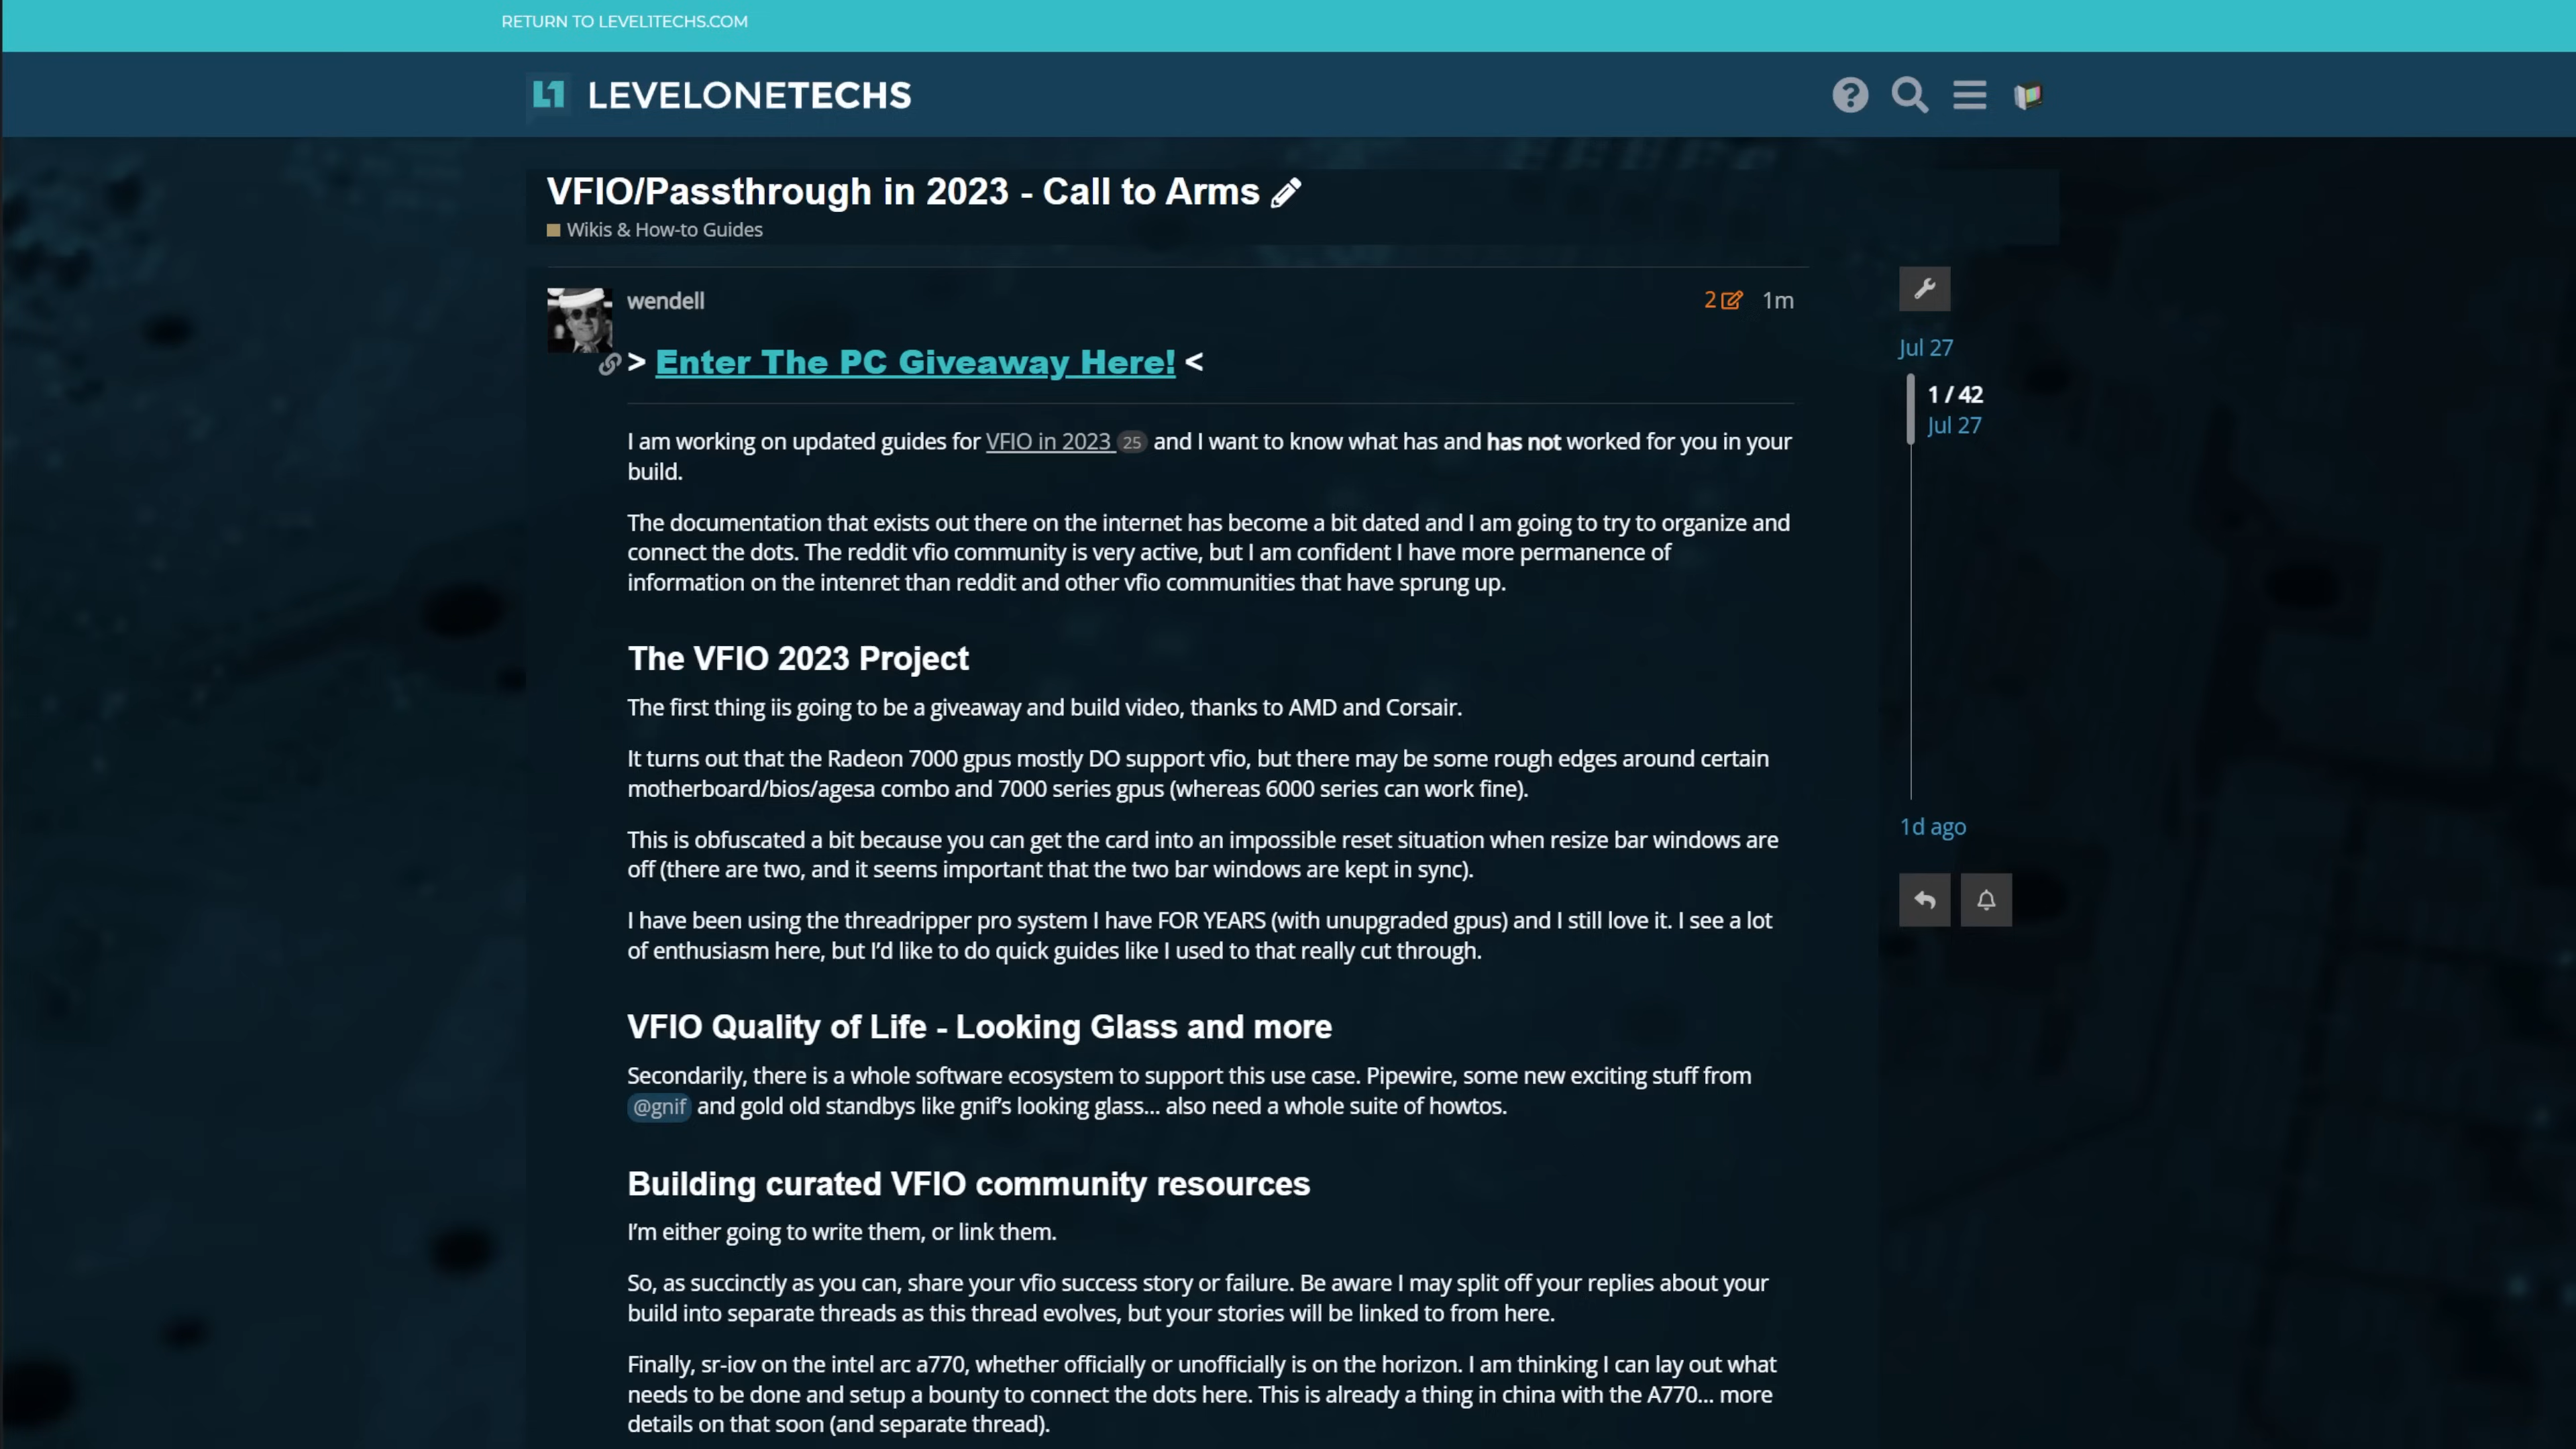 RETURN TO LEVEL1TECHS.COM
L1 LEVELONETECHS
VFIO/Passthrough in 2023 - Call to Arms
Wikis & How-to Guides
wendell
2 1m
> Enter The PC Giveaway Here! <
I am working on updated guides for VFIO in 2023 25 and I want to know what has and has not worked for you in your
build.
The documentation that exists out there on the internet has become a bit dated and I am going to try to organize and
connect the dots. The reddit vfio community is very active, but I am confident I have more permanence of
information on the intenret than reddit and other vfio communities that have sprung up.
The VFIO 2023 Project
The first thing iis going to be a giveaway and build video, thanks to AMD and Corsair.
It turns out that the Radeon 7000 gpus mostly DO support vfio, but there may be some rough edges around certain
motherboard/bios/agesa combo and 7000 series gpus (whereas 6000 series can work fine).
This is obfuscated a bit because you can get the card into an impossible reset situation when resize bar windows are
off (there are two, and it seems important that the two bar windows are kept in sync).
I have been using the threadripper pro system I have FOR YEARS (with unupgraded gpus) and I still love it. I see a lot
of enthusiasm here, but I'd like to do quick guides like I used to that really cut through.
VFIO Quality of Life - Looking Glass and more
Secondarily, there is a whole software ecosystem to support this use case. Pipewire, some new exciting stuff from
@gnif and gold old standbys like gnif's looking glass... also need a whole suite of howtos.
Building curated VFIO community resources
I'm either going to write them, or link them.
So, as succinctly as you can, share your vfio success story or failure. Be aware I may split off your replies about your
build into separate threads as this thread evolves, but your stories will be linked to from here.
Finally, sr-iov on the intel arc a770, whether officially or unofficially is on the horizon. I am thinking I can lay out what
needs to be done and setup a bounty to connect the dots here. This is already a thing in china with the A770... more
details on that soon (and separate thread).
Jul 27
1 / 42
Jul 27
1d ago